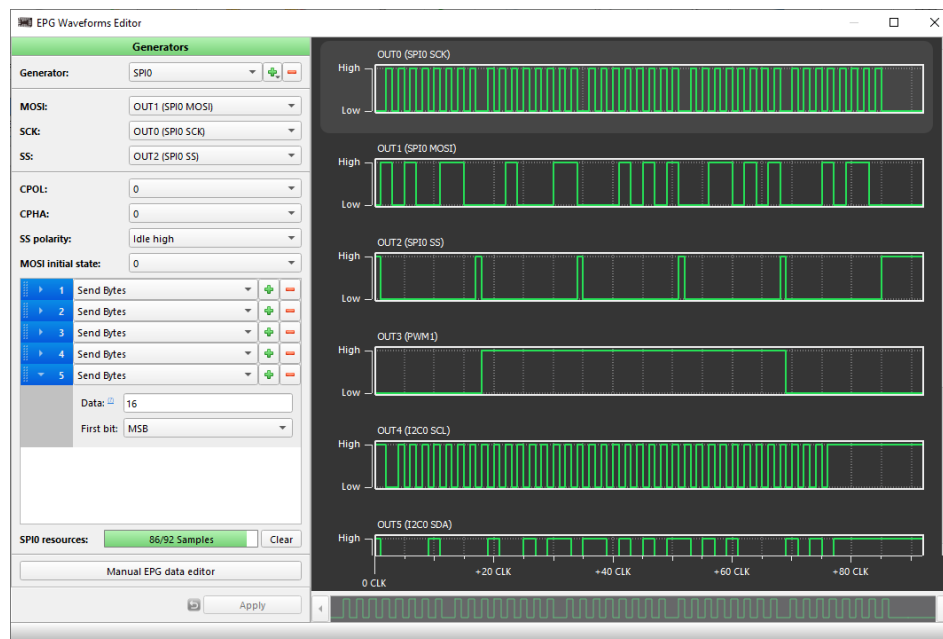 EPG Waveforms Editor
Generators
Generator: SPI0
MOSI: OUT1 (SPI0 MOSI)
SCK: OUT0 (SPI0 SCK)
SS: OUT2 (SPI0 SS)
CPOL: 0
CPHA: 0
SS polarity: Idle high
MOSI initial state: 0
1 Send Bytes
2 Send Bytes
3 Send Bytes
4 Send Bytes
5 Send Bytes
Data: 16
First bit: MSB
SPI0 resources: 86/92 Samples Clear
Manual EPG data editor
Apply
OUT0 (SPI0 SCK)
High
Low
OUT1 (SPI0 MOSI)
High
Low
OUT2 (SPI0 SS)
High
Low
OUT3 (PWM1)
High
Low
OUT4 (I2C0 SCL)
High
Low
OUT5 (I2C0 SDA)
High
0 CLK +20 CLK +40 CLK +60 CLK +80 CLK